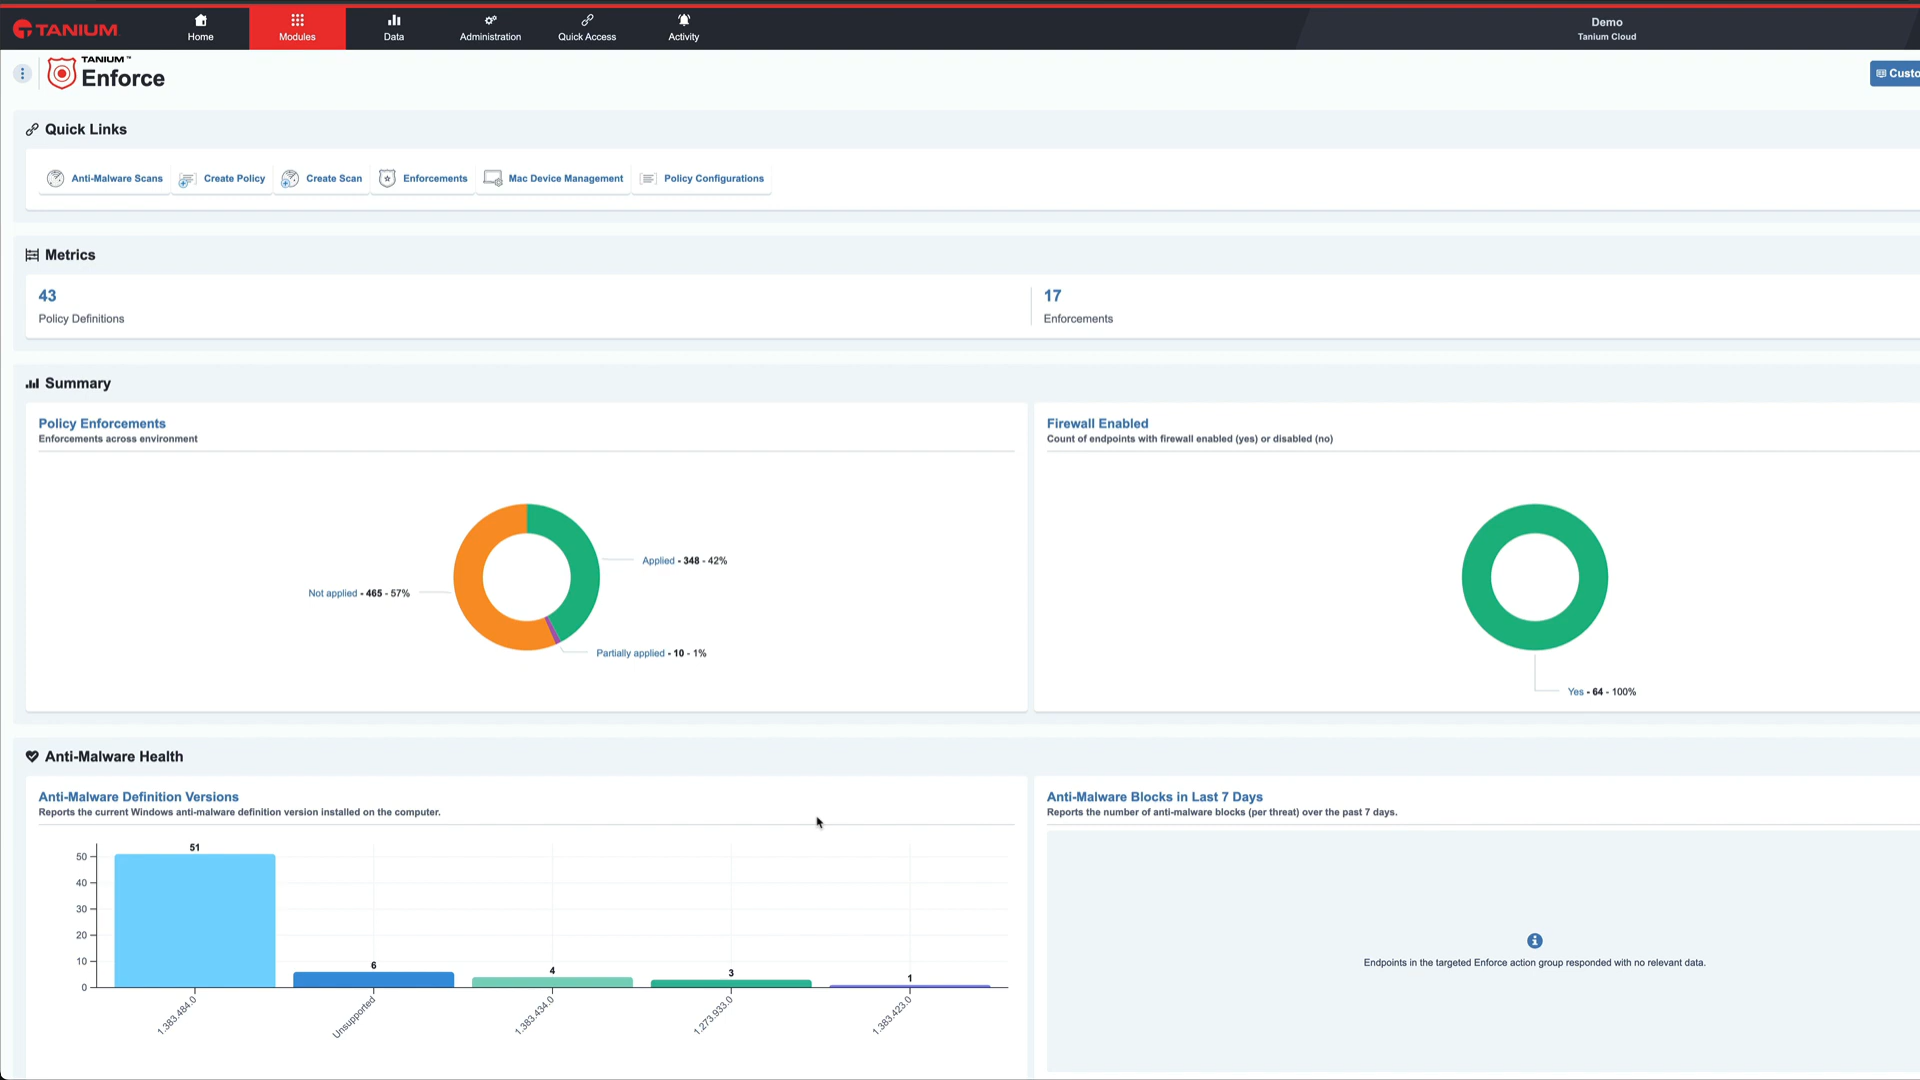 TANIUM
Home
Modules
Data
Administration
Quick Access
Activity
Demo
Tanium Cloud
TANIUM™
Enforce
Custo
Quick Links
Anti-Malware Scans
Create Policy
Create Scan
Enforcements
Mac Device Management
Policy Configurations
Metrics
43
Policy Definitions
17
Enforcements
Summary
Policy Enforcements
Enforcements across environment
Applied - 348 - 42%
Not applied - 465 - 57%
Partially applied - 10 - 1%
Firewall Enabled
Count of endpoints with firewall enabled (yes) or disabled (no)
Yes - 64 - 100%
Anti-Malware Health
Anti-Malware Definition Versions
Reports the current Windows anti-malware definition version installed on the computer.
50
40
30
20
10
0
51
6
4
3
1
1.383.484.0
Unsupported
1.383.434.0
1.273.933.0
1.383.423.0
Anti-Malware Blocks in Last 7 Days
Reports the number of anti-malware blocks (per threat) over the past 7 days.
Endpoints in the targeted Enforce action group responded with no relevant data.